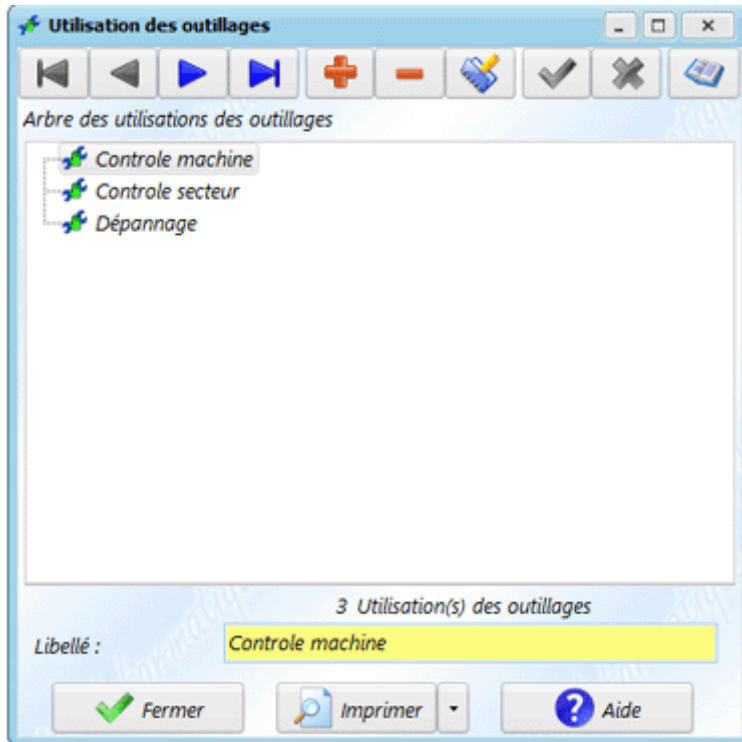 Utilisation des outillages
Arbre des utilisations des outillages
Controle machine
Controle secteur
Dépannage
3 Utilisation(s) des outillages
Libellé : Controle machine
Fermer Imprimer Aide